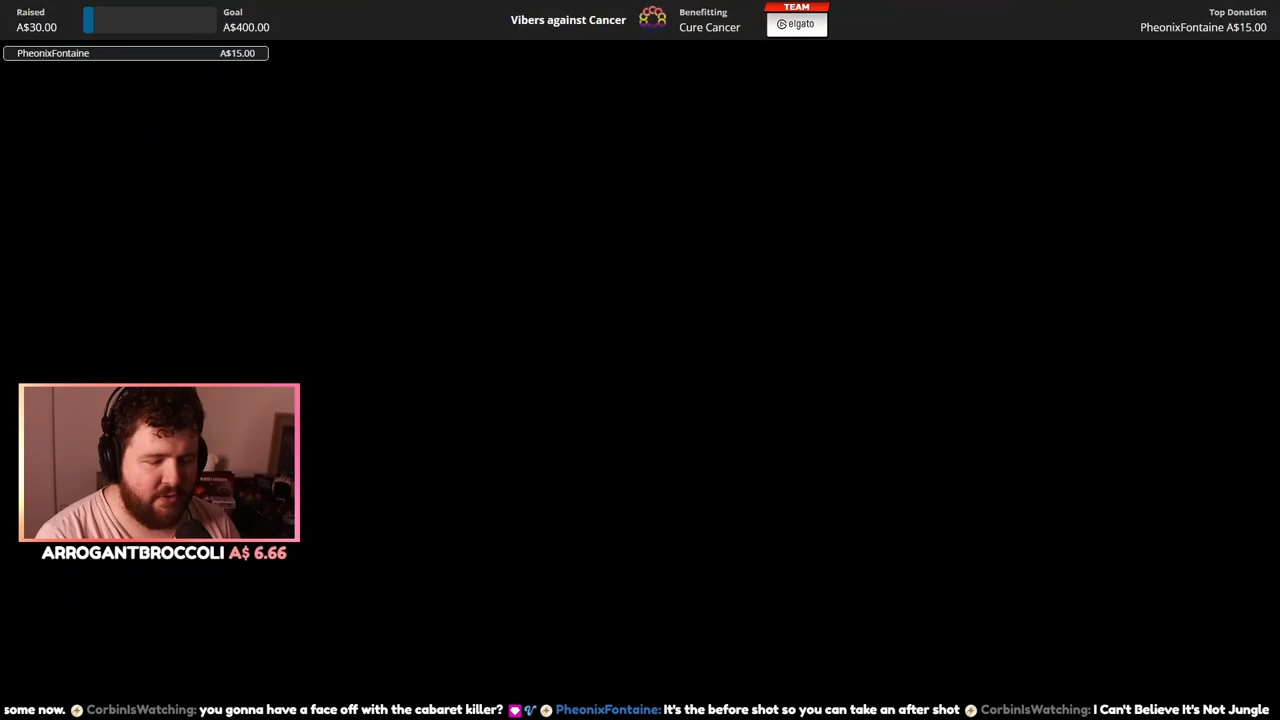 Raised
A$30.00
Goal
A$400.00
Vibers against Cancer
Benefitting
Cure Cancer
TEAM
elgato
Top Donation
PheonixFontaine A$15.00
PheonixFontaine A$15.00
ARROGANTBROCCOLI A$ 6.66
some now. CorbinIsWatching: you gonna have a face off with the cabaret killer? PheonixFontaine: It's the before shot so you can take an after shot CorbinIsWatching: I Can't Believe It's Not Jungle